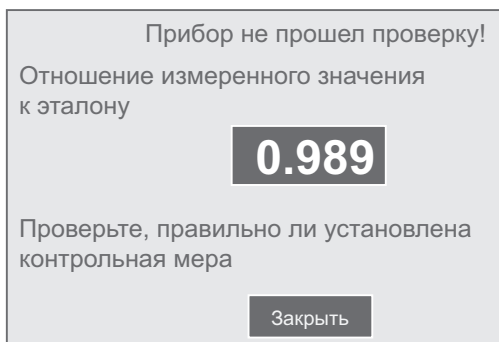 Прибор не прошел проверку!
Отношение измеренного значения
к эталону
0.989
Проверьте, правильно ли установлена
контрольная мера
Закрыть